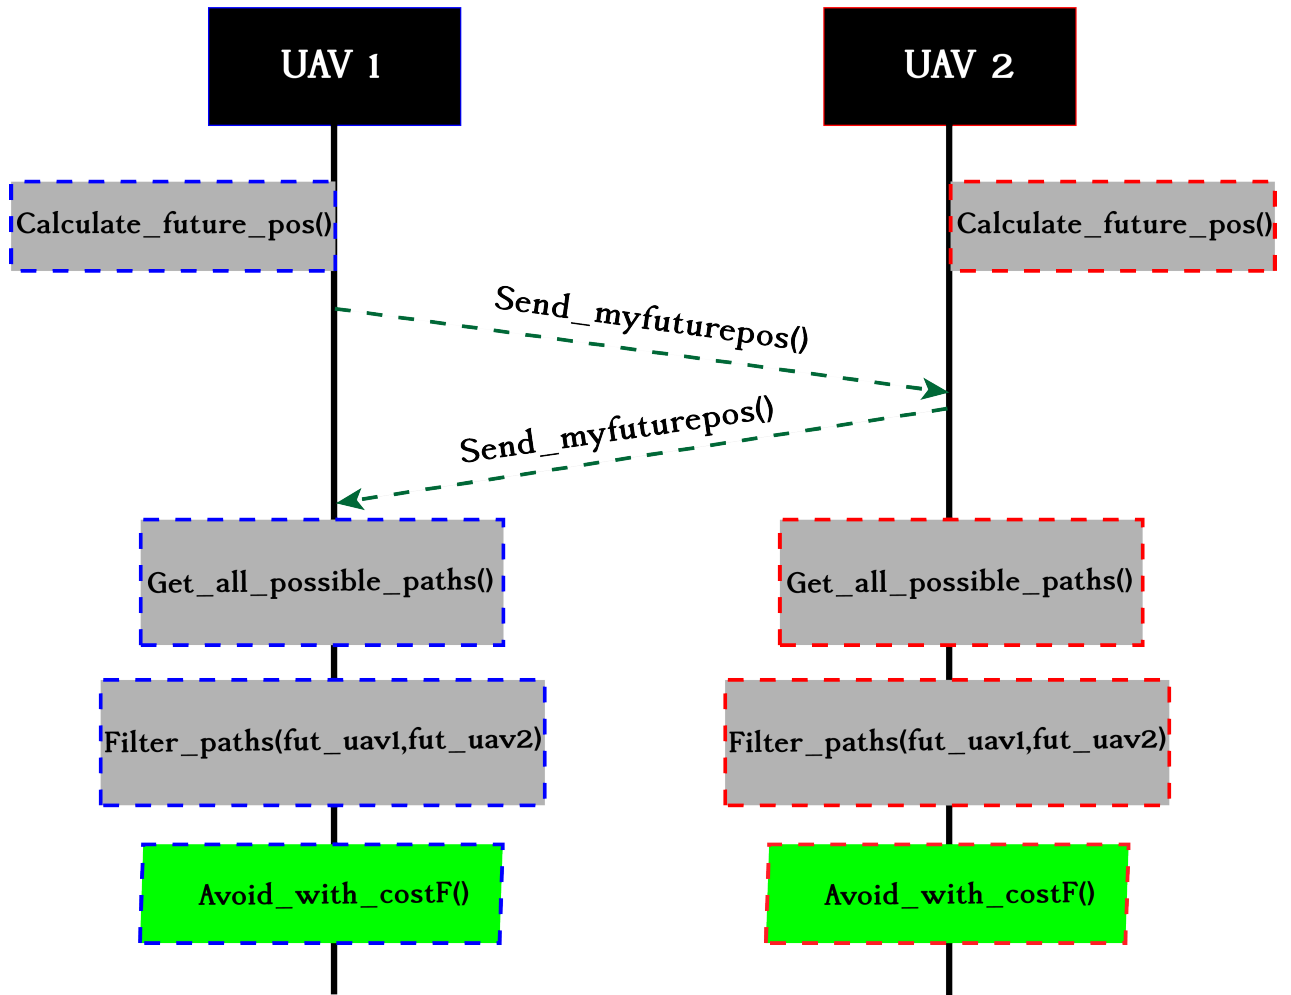 UAV 1
UAV 2
Calculate_future_pos()
Calculate_future_pos()
Send_myfuturepos()
Send_myfuturepos()
Get_all_possible_paths()
Get_all_possible_paths()
Filter_paths(fut_uav1,fut_uav2)
Filter_paths(fut_uav1,fut_uav2)
Avoid_with_costF()
Avoid_with_costF()